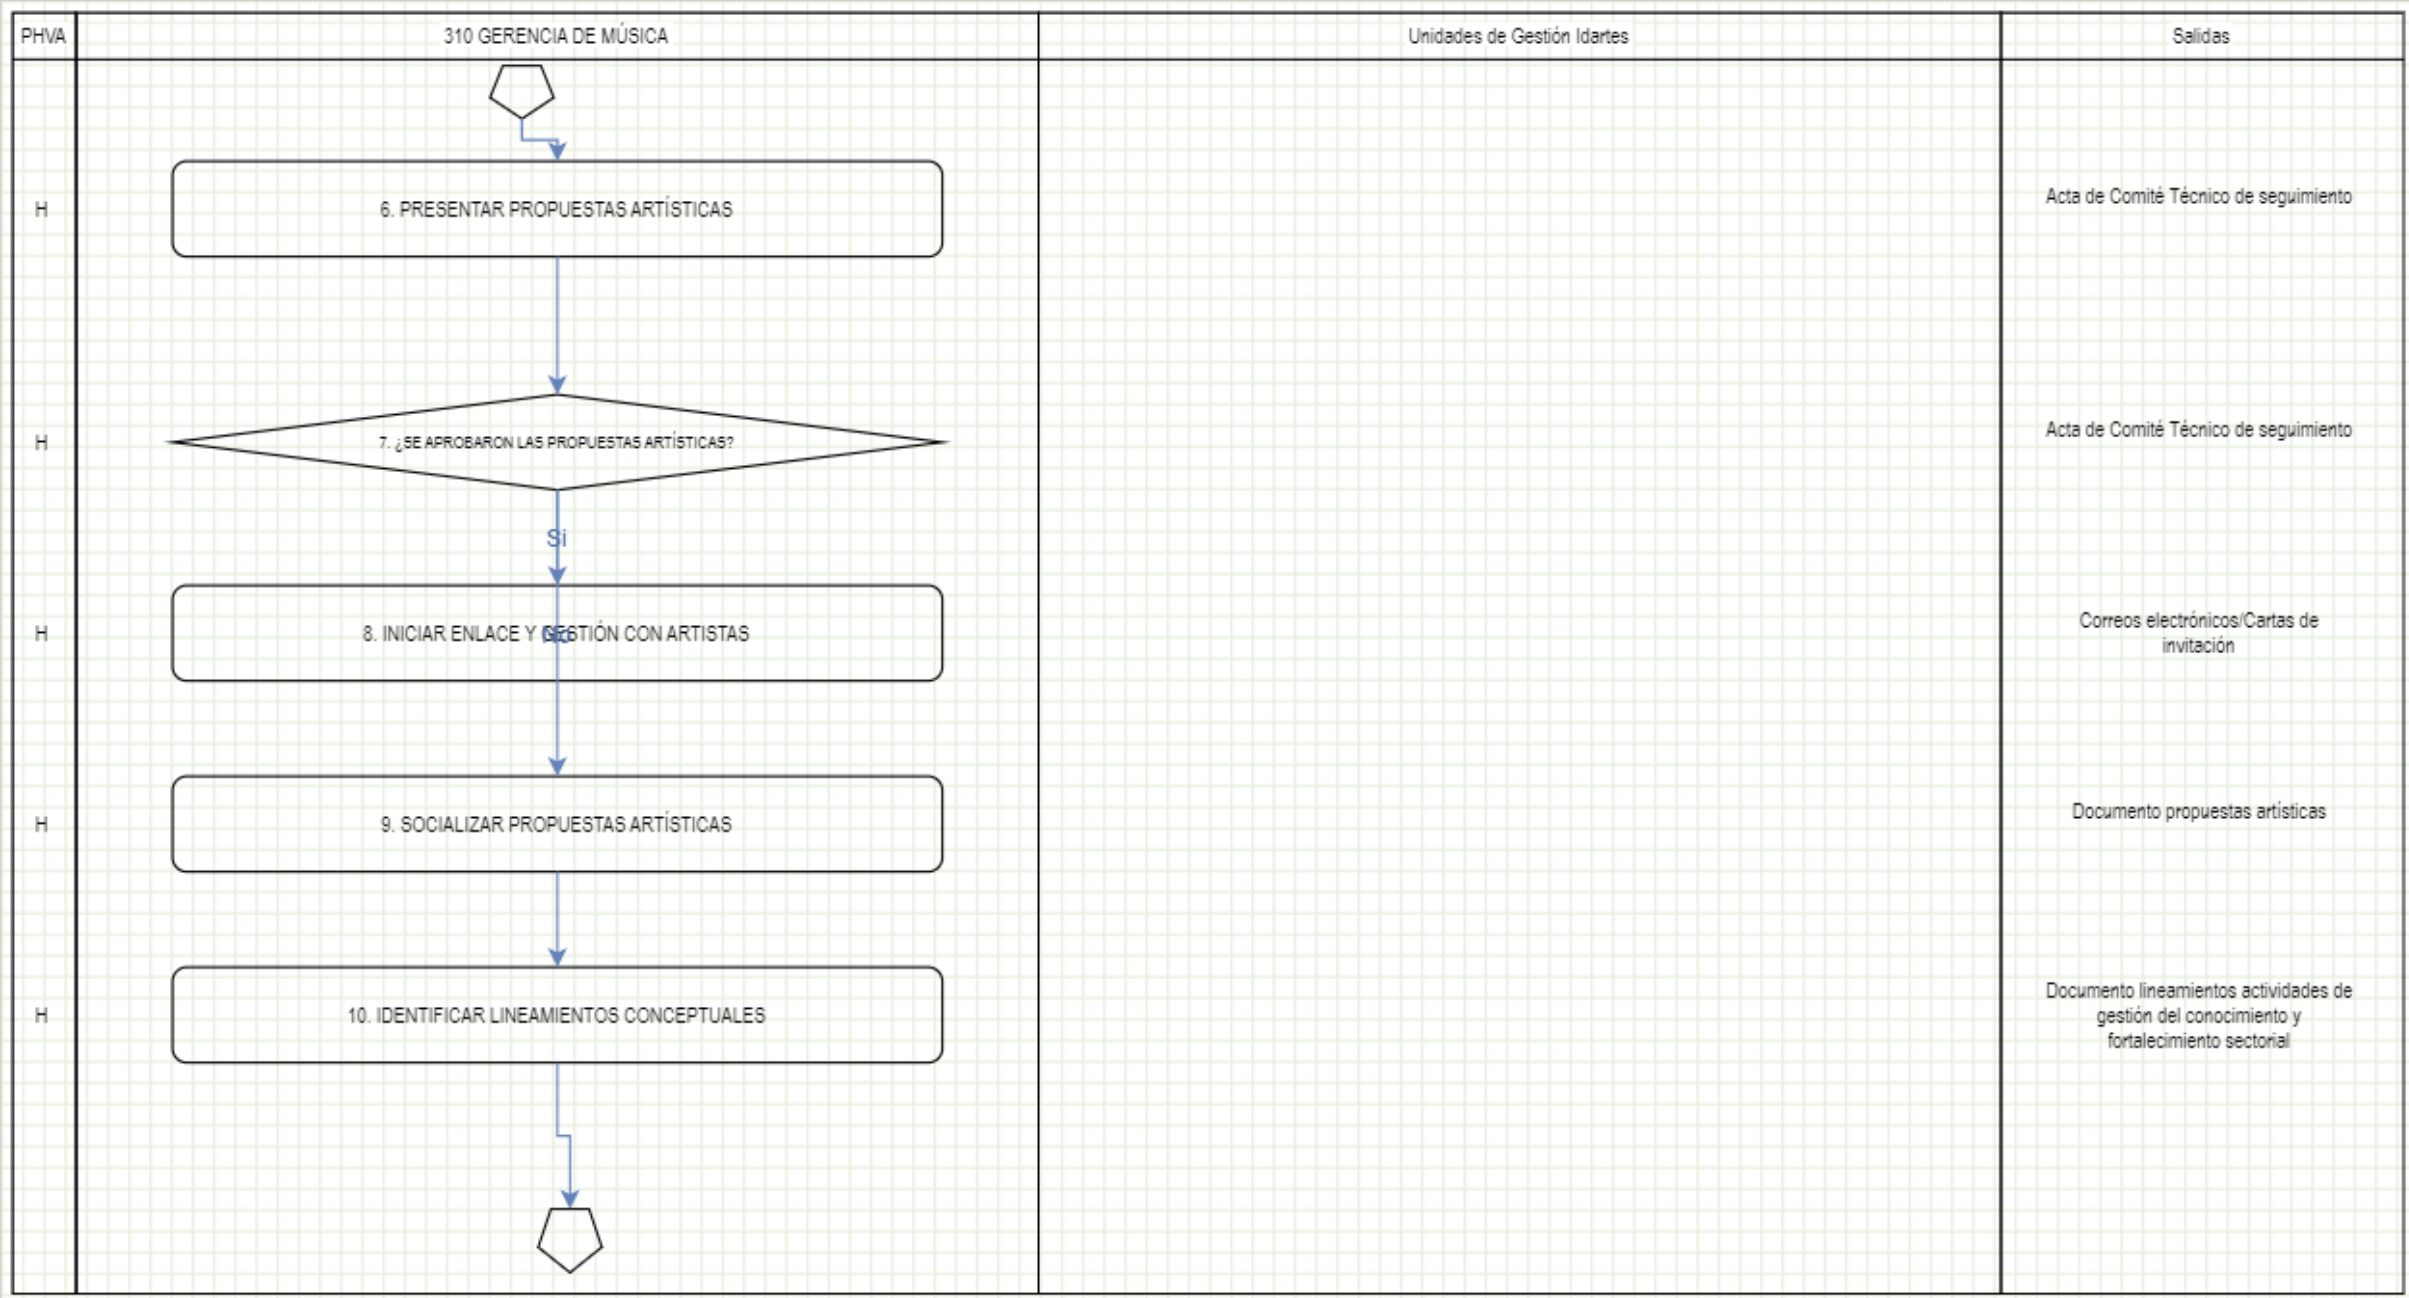 PHVA
310 GERENCIA DE MÚSICA
Unidades de Gestión Idartes
Salidas
H
6. PRESENTAR PROPUESTAS ARTÍSTICAS
Acta de Comité Técnico de seguimiento
H
7. ¿SE APROBARON LAS PROPUESTAS ARTÍSTICAS?
Acta de Comité Técnico de seguimiento
Si
H
8. INICIAR ENLACE Y GESTIÓN CON ARTISTAS
No
Correos electrónicos/Cartas de
invitación
H
9. SOCIALIZAR PROPUESTAS ARTÍSTICAS
Documento propuestas artísticas
H
10. IDENTIFICAR LINEAMIENTOS CONCEPTUALES
Documento lineamientos actividades de
gestión del conocimiento y
fortalecimiento sectorial